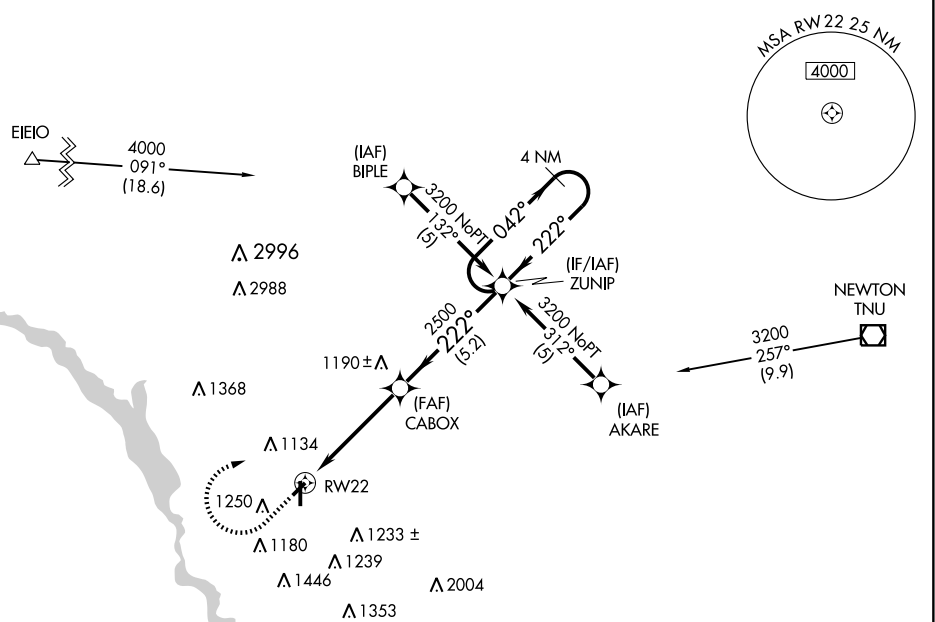 MSA RW 22 25 NM
4000
EIEIO
4000
091°
(18.6)
(IAF)
BIPLE
3200 NoPT
132°
(5)
4 NM
042°
222°
(IF/IAF)
ZUNIP
2996
2988
2500
222°
(5.2)
3200 NoPT
312°
(5)
NEWTON
TNU
3200
257°
(9.9)
1190 ±
1368
(FAF)
CABOX
(IAF)
AKARE
1134
RW22
1250
1180
1233 ±
1239
1446
2004
1353